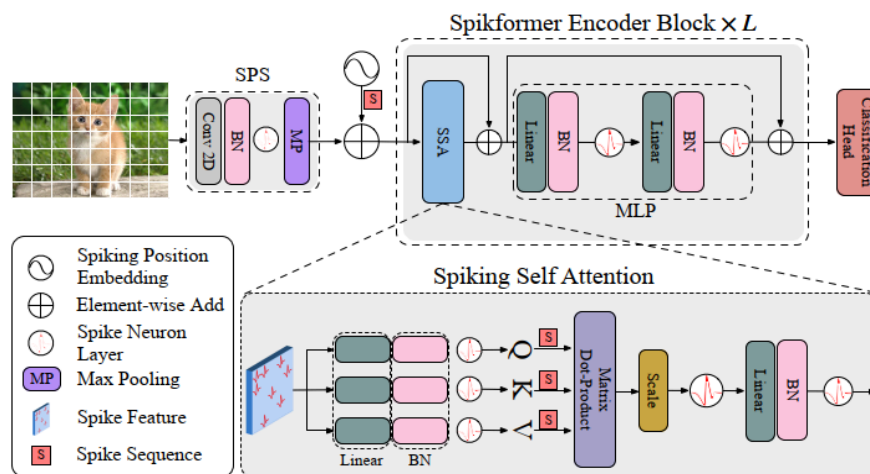 Spikformer Encoder Block × L
SPS
S
Conv 2D
BN
MP
SSA
Linear
BN
Linear
BN
MLP
Classification
Head
Spiking Position
Embedding
Element-wise Add
Spike Neuron
Layer
MP Max Pooling
Spike Feature
S Spike Sequence
Spiking Self Attention
Linear
BN
Q
K
V
S
S
S
Matrix
Dot-Product
Scale
Linear
BN